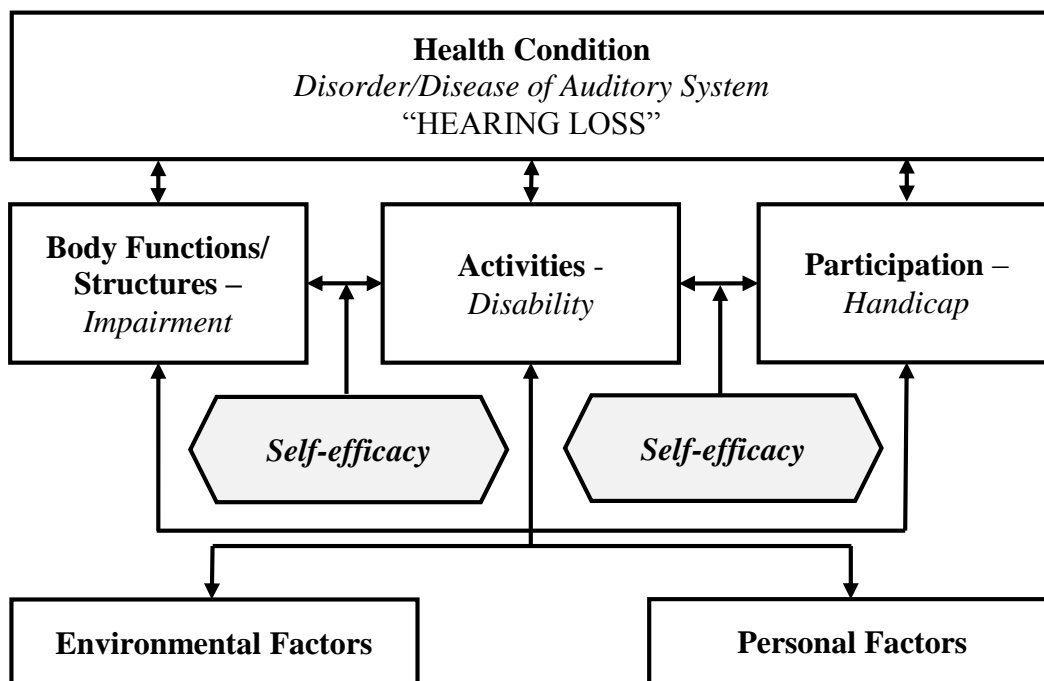 Health Condition
Disorder/Disease of Auditory System
“HEARING LOSS”
Body Functions/
Structures –
Impairment
Activities -
Disability
Participation –
Handicap
Self-efficacy
Self-efficacy
Environmental Factors
Personal Factors